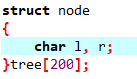 struct node
{
    char l, r;
}tree[200];